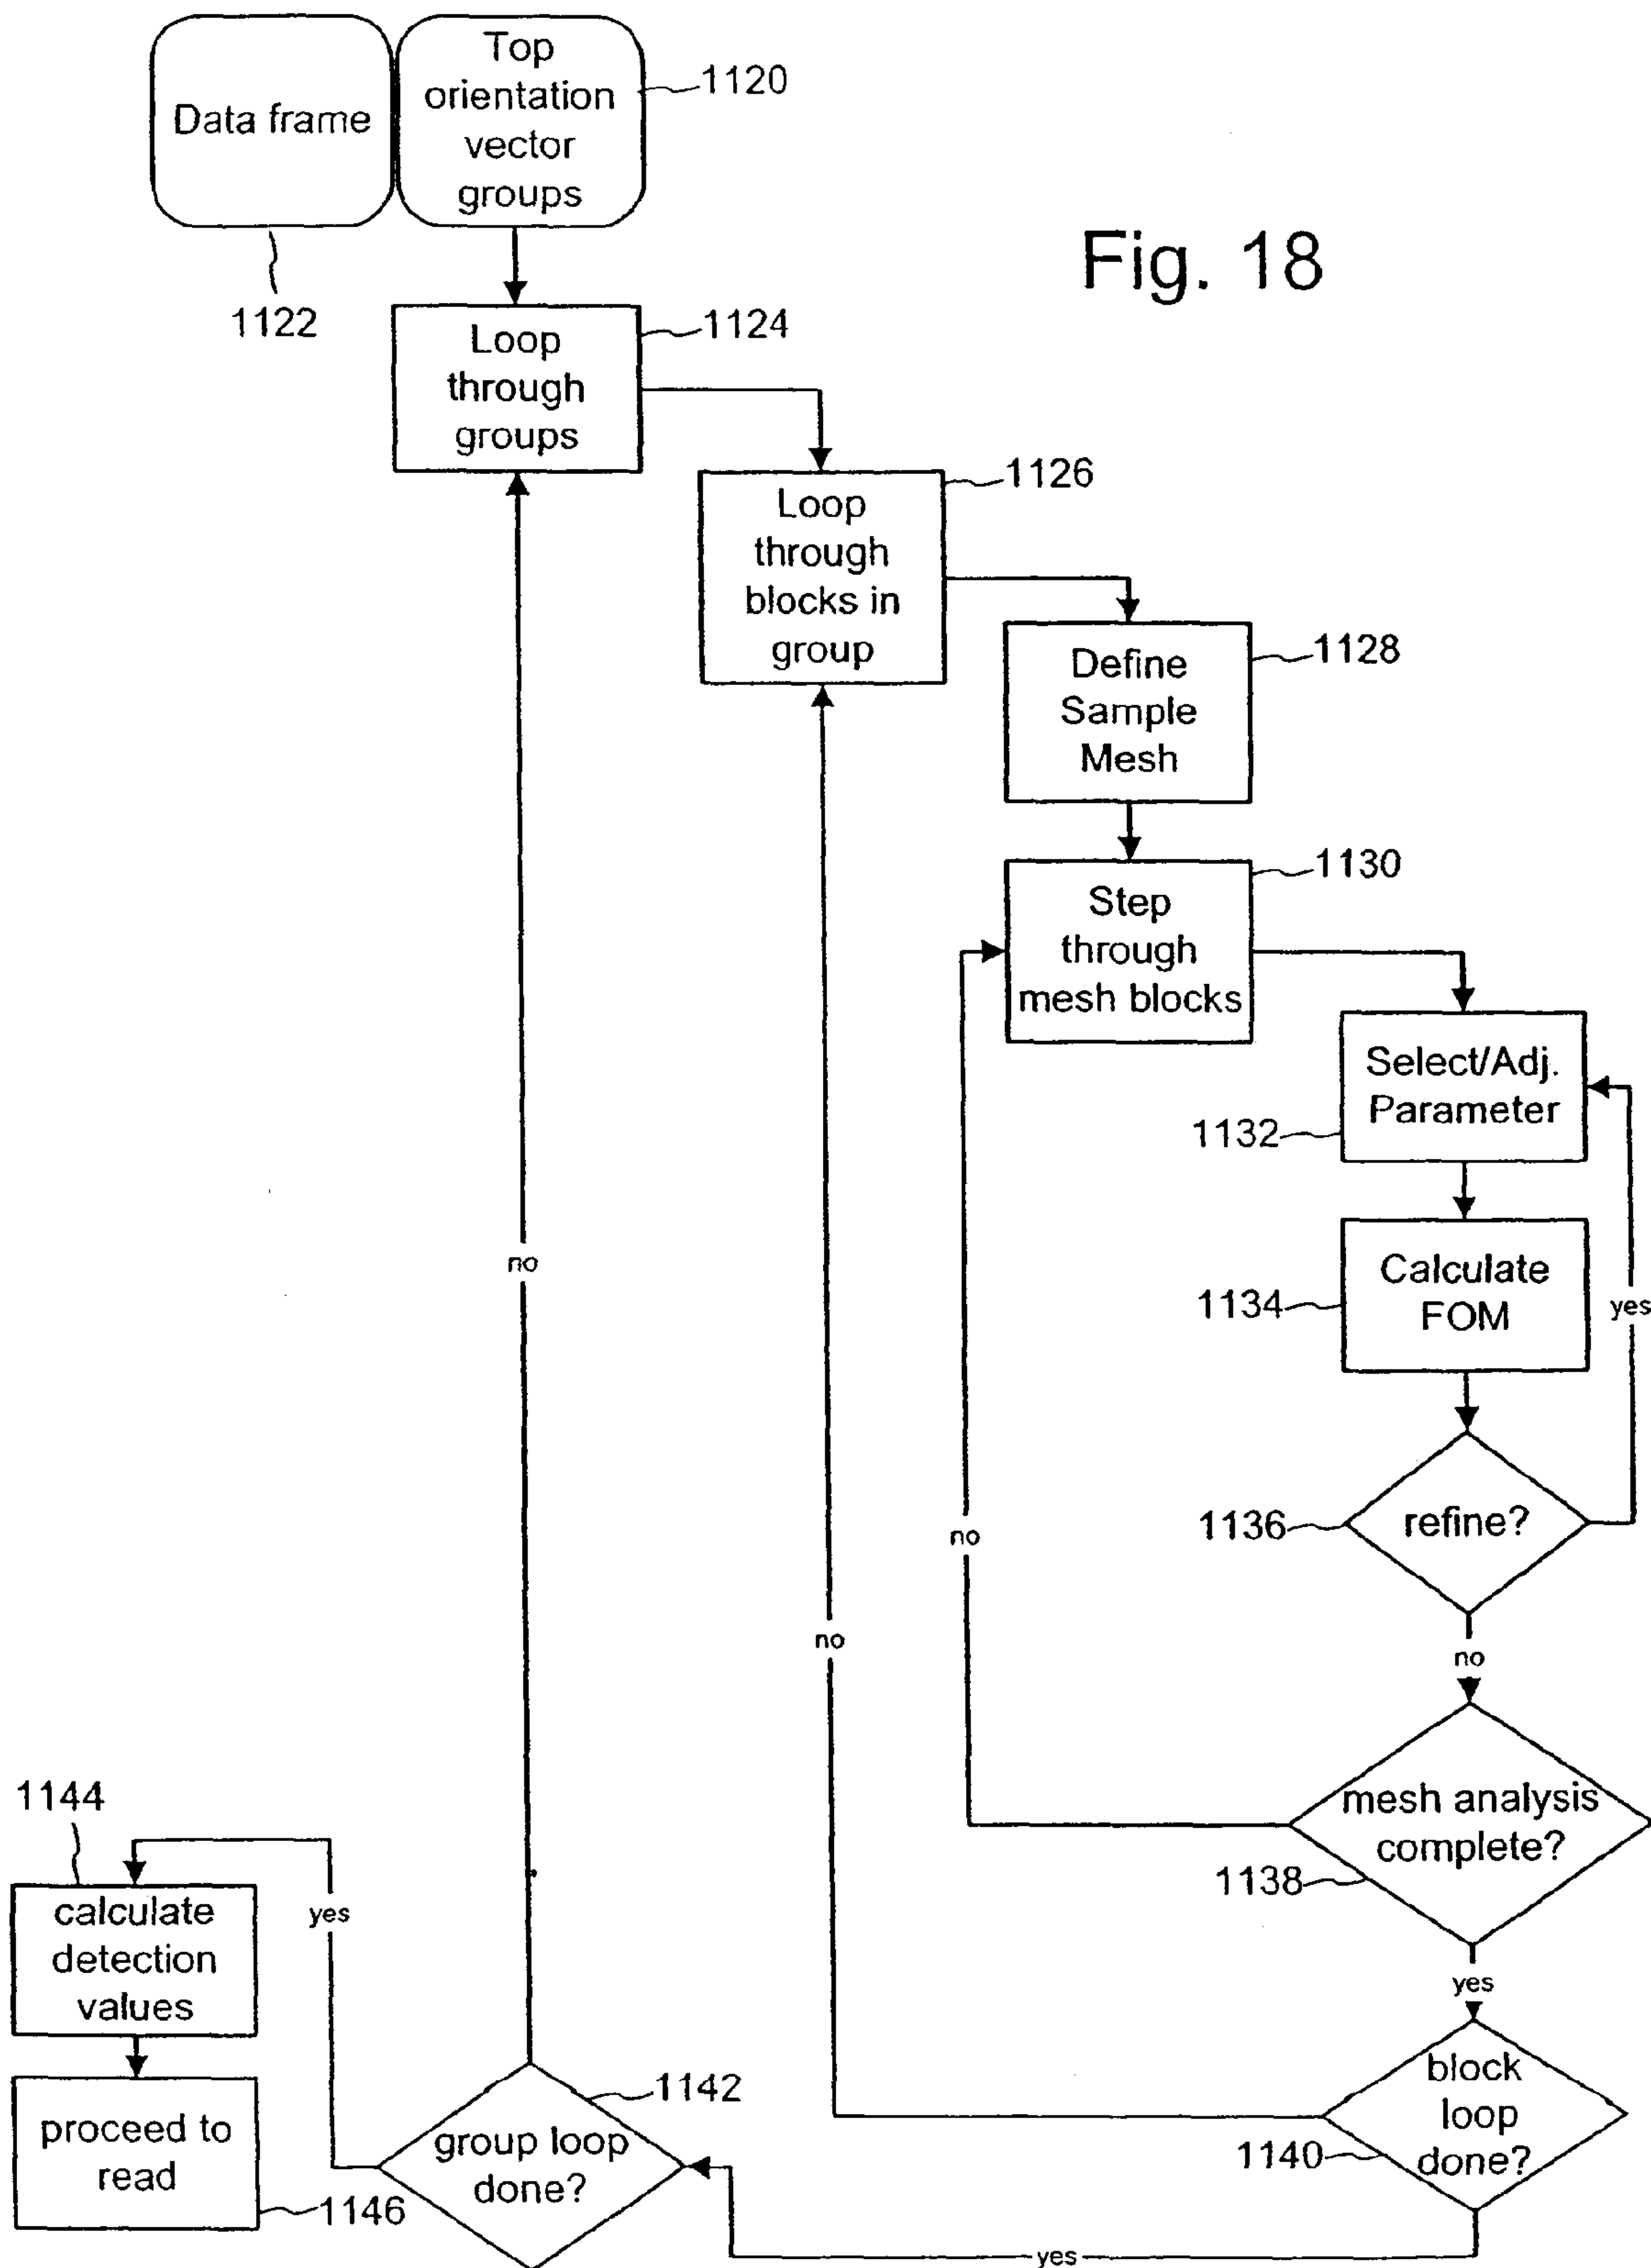 Data frame
Top
orientation
vector
groups
1120
1122
Fig. 18
Loop
through
groups
1124
Loop
through
blocks in
group
1126
Define
Sample
Mesh
1128
Step
through
mesh blocks
1130
Select/Adj.
Parameter
1132
Calculate
FOM
1134
yes
refine?
1136
no
mesh analysis
complete?
1138
no
yes
block
loop
done?
1140
no
yes
group loop
done?
1142
no
yes
1144
calculate
detection
values
proceed to
read
1146